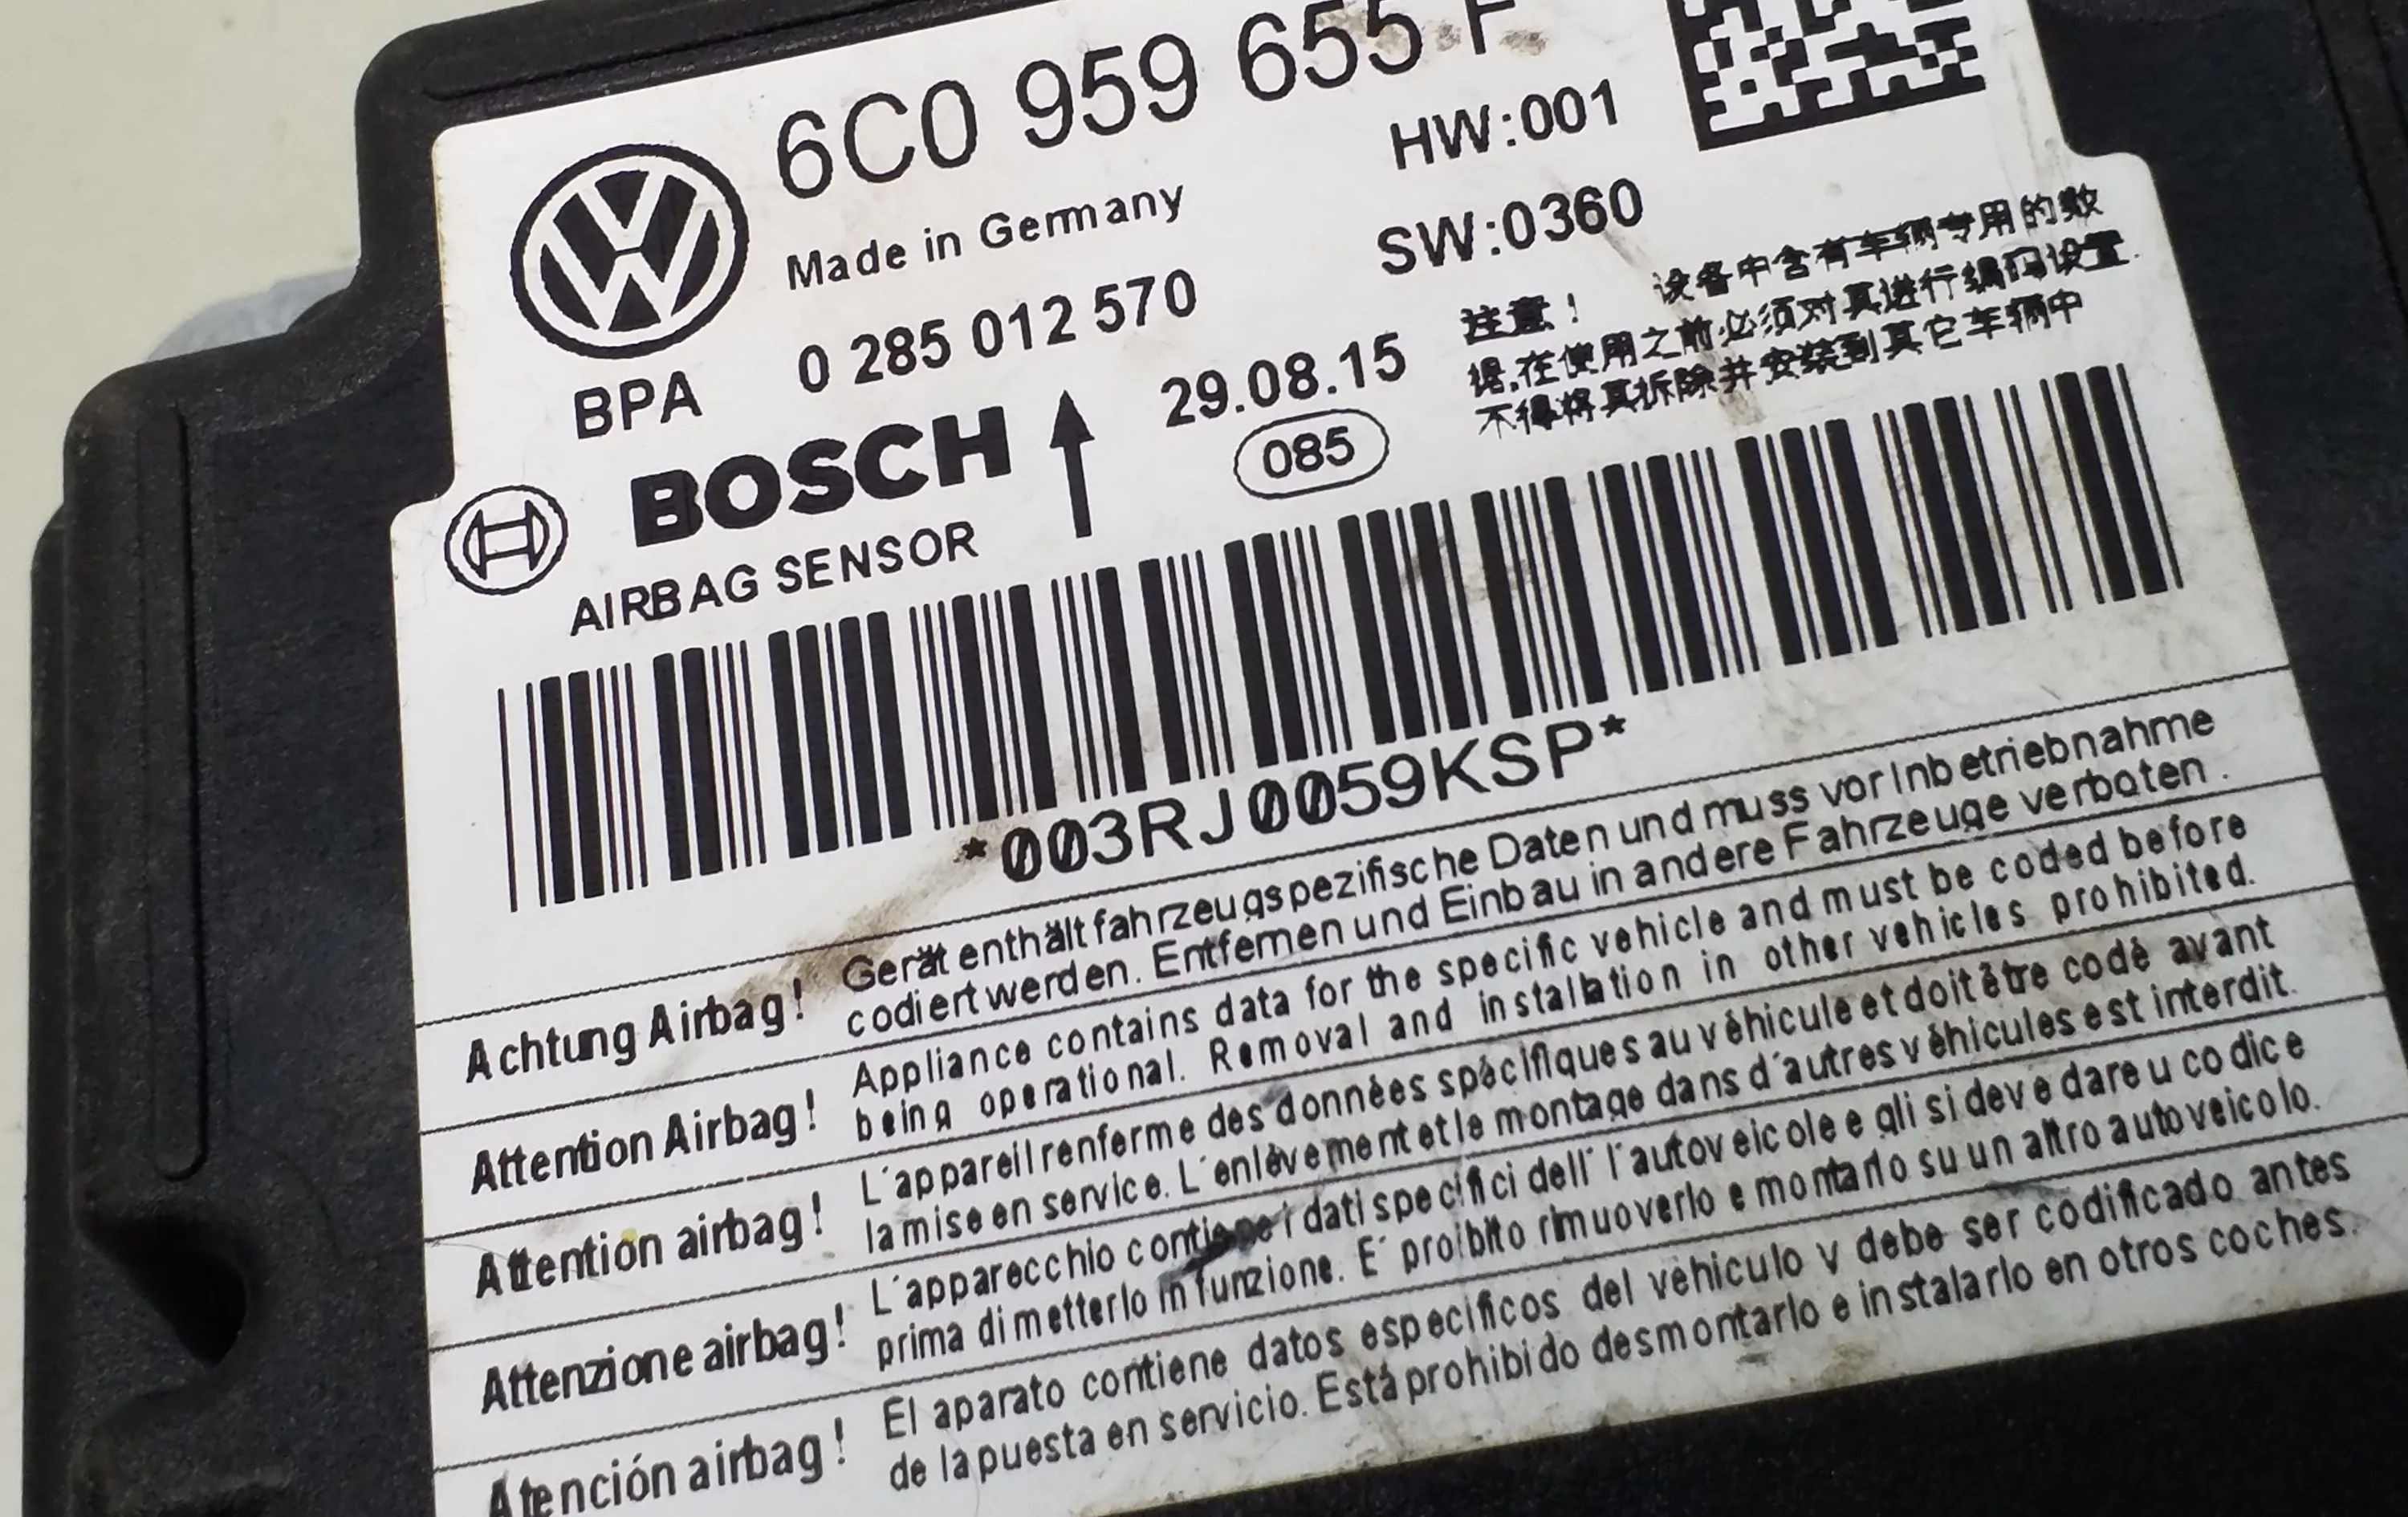 6C0 959 655 F
HW:001
Made in Germany
SW:0360
BPA 0 285 012 570
注意! 设备中含有车辆专用的数
据,在使用之前必须对其进行编码设置.
不得将其拆除并安装到其它车辆中
BOSCH
29.08.15
085
AIRBAG SENSOR
*003RJ0059KSP*
Achtung Airbag! Gerät enthält fahrzeugspezifische Daten und muss vor Inbetriebnahme
codiert werden. Entfernen und Einbau in andere Fahrzeuge verboten.
Attention Airbag! Appliance contains data for the specific vehicle and must be coded before
being operational. Removal and installation in other vehicles prohibited.
Attention airbag! L'appareil renferme des données spécifiques au véhicule et doit être codé avant
la mise en service. L'enlèvement et le montage dans d'autres véhicules est interdit.
Attenzione airbag! L'apparecchio contiene i dati specifici dell' l'autoveicole e gli si deve dare u codice
prima di metterlo in funzione. E' proibito rimuoverlo e montarlo su un altro autoveicolo.
Atención airbag! El aparato contiene datos especificos del vehiculo y debe ser codificado antes
de la puesta en servicio. Está prohibido desmontarlo e instalarlo en otros coches.